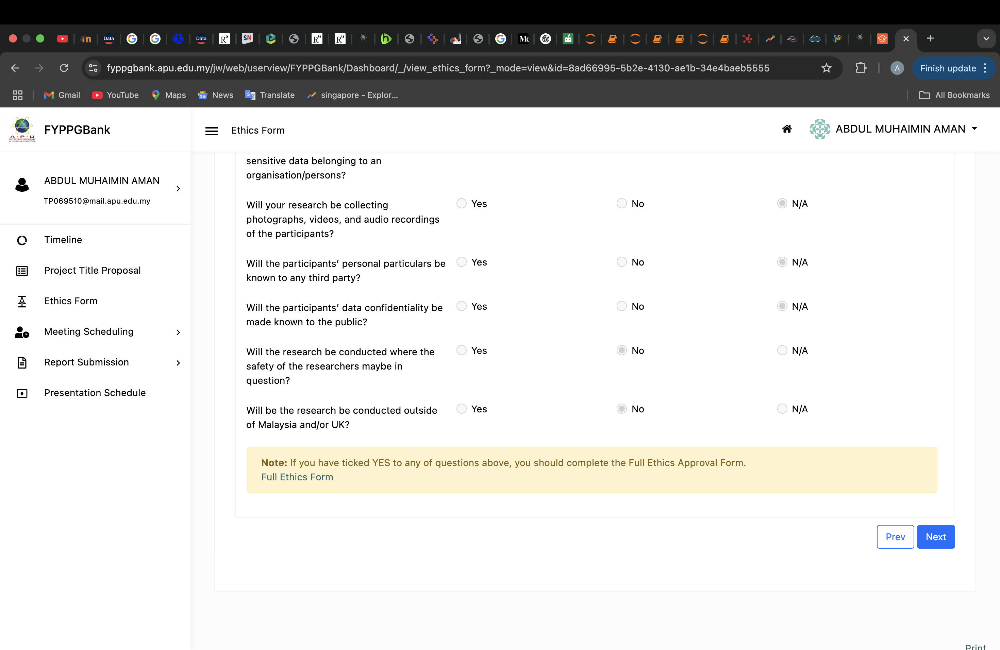 Data
Data
R^G
SN
R^G
R^G
fyppgbank.apu.edu.my/jw/web/userview/FYPPGBank/Dashboard/_/view_ethics_form?_mode=view&id=8ad66995-5b2e-4130-ae1b-34e4baeb5555
A
Finish update
Gmail
YouTube
Maps
News
Translate
singapore - Explor...
All Bookmarks
A·P·U
FYPPGBank
Ethics Form
ABDUL MUHAIMIN AMAN
ABDUL MUHAIMIN AMAN
TP069510@mail.apu.edu.my
Timeline
Project Title Proposal
Ethics Form
Meeting Scheduling
Report Submission
Presentation Schedule
sensitive data belonging to an
organisation/persons?
Will your research be collecting
photographs, videos, and audio recordings
of the participants?
Yes
No
N/A
Will the participants’ personal particulars be
known to any third party?
Yes
No
N/A
Will the participants’ data confidentiality be
made known to the public?
Yes
No
N/A
Will the research be conducted where the
safety of the researchers maybe in
question?
Yes
No
N/A
Will be the research be conducted outside
of Malaysia and/or UK?
Yes
No
N/A
Note: If you have ticked YES to any of questions above, you should complete the Full Ethics Approval Form.
Full Ethics Form
Prev
Next
Print